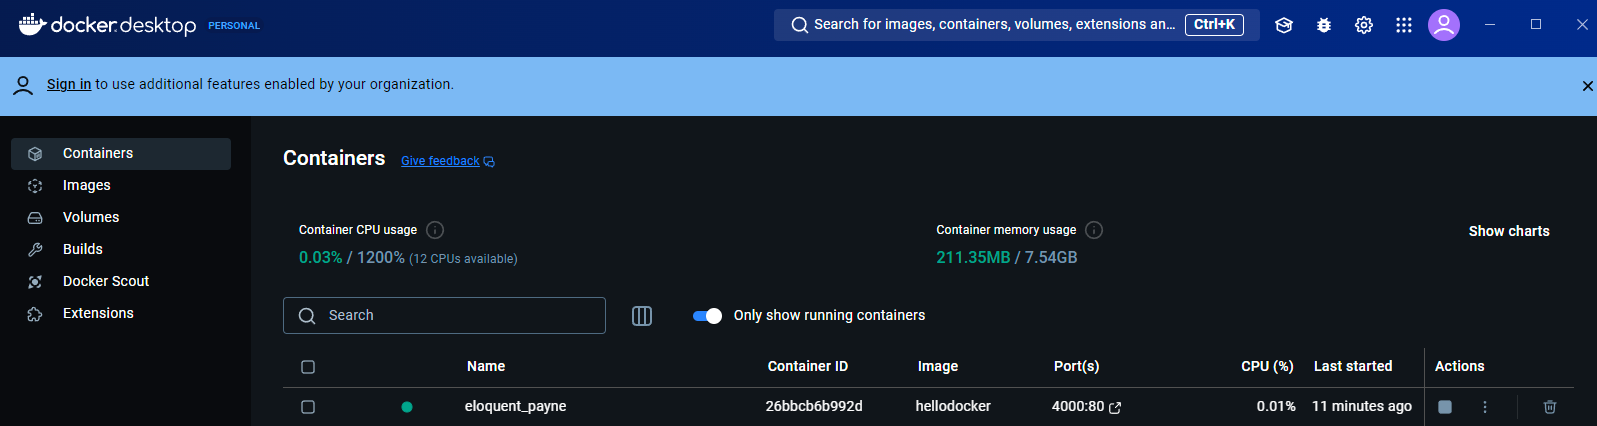 docker.desktop PERSONAL
Search for images, containers, volumes, extensions an... Ctrl+K
Sign in to use additional features enabled by your organization.
Containers
Images
Volumes
Builds
Docker Scout
Extensions
Containers Give feedback
Container CPU usage
0.03% / 1200% (12 CPUs available)
Container memory usage
211.35MB / 7.54GB
Show charts
Search
Only show running containers
Name Container ID Image Port(s) CPU (%) Last started Actions
eloquent_payne 26bbcb6b992d hellodocker 4000:80 0.01% 11 minutes ago